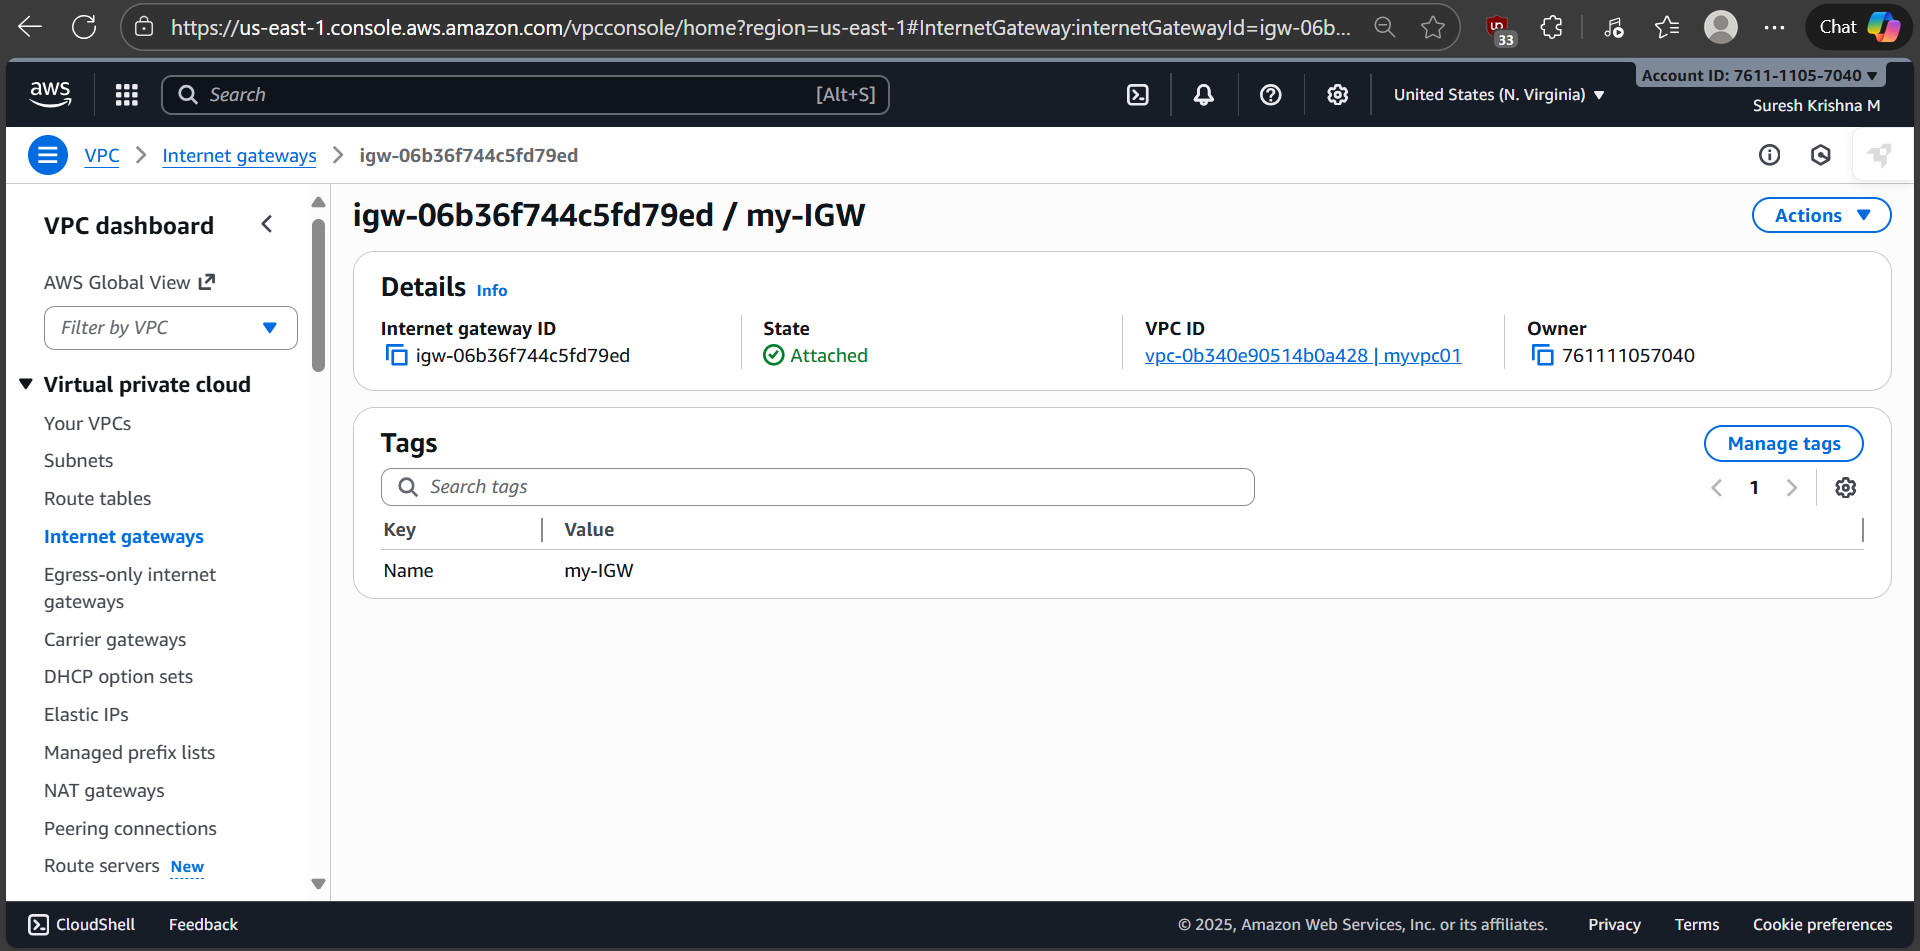 https://us-east-1.console.aws.amazon.com/vpcconsole/home?region=us-east-1#InternetGateway:internetGatewayId=igw-06b...
33
Chat
aws
Search
[Alt+S]
United States (N. Virginia)
Account ID: 7611-1105-7040
Suresh Krishna M
VPC
Internet gateways
igw-06b36f744c5fd79ed
VPC dashboard
AWS Global View
Filter by VPC
Virtual private cloud
Your VPCs
Subnets
Route tables
Internet gateways
Egress-only internet
gateways
Carrier gateways
DHCP option sets
Elastic IPs
Managed prefix lists
NAT gateways
Peering connections
Route servers New
igw-06b36f744c5fd79ed / my-IGW
Actions
Details Info
Internet gateway ID
igw-06b36f744c5fd79ed
State
Attached
VPC ID
vpc-0b340e90514b0a428 | myvpc01
Owner
761111057040
Tags
Manage tags
Search tags
1
Key Value
Name my-IGW
CloudShell
Feedback
© 2025, Amazon Web Services, Inc. or its affiliates.
Privacy
Terms
Cookie preferences